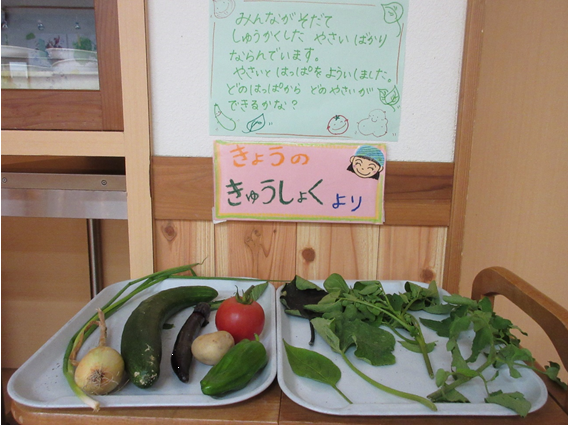 みんながそだて
しゅうかくした やさい ばかり
ならんでいます。
やさいと はっぱを よういしました。
どのはっぱから どのやさいが
できるかな?
きょうの
きゅうしょく より